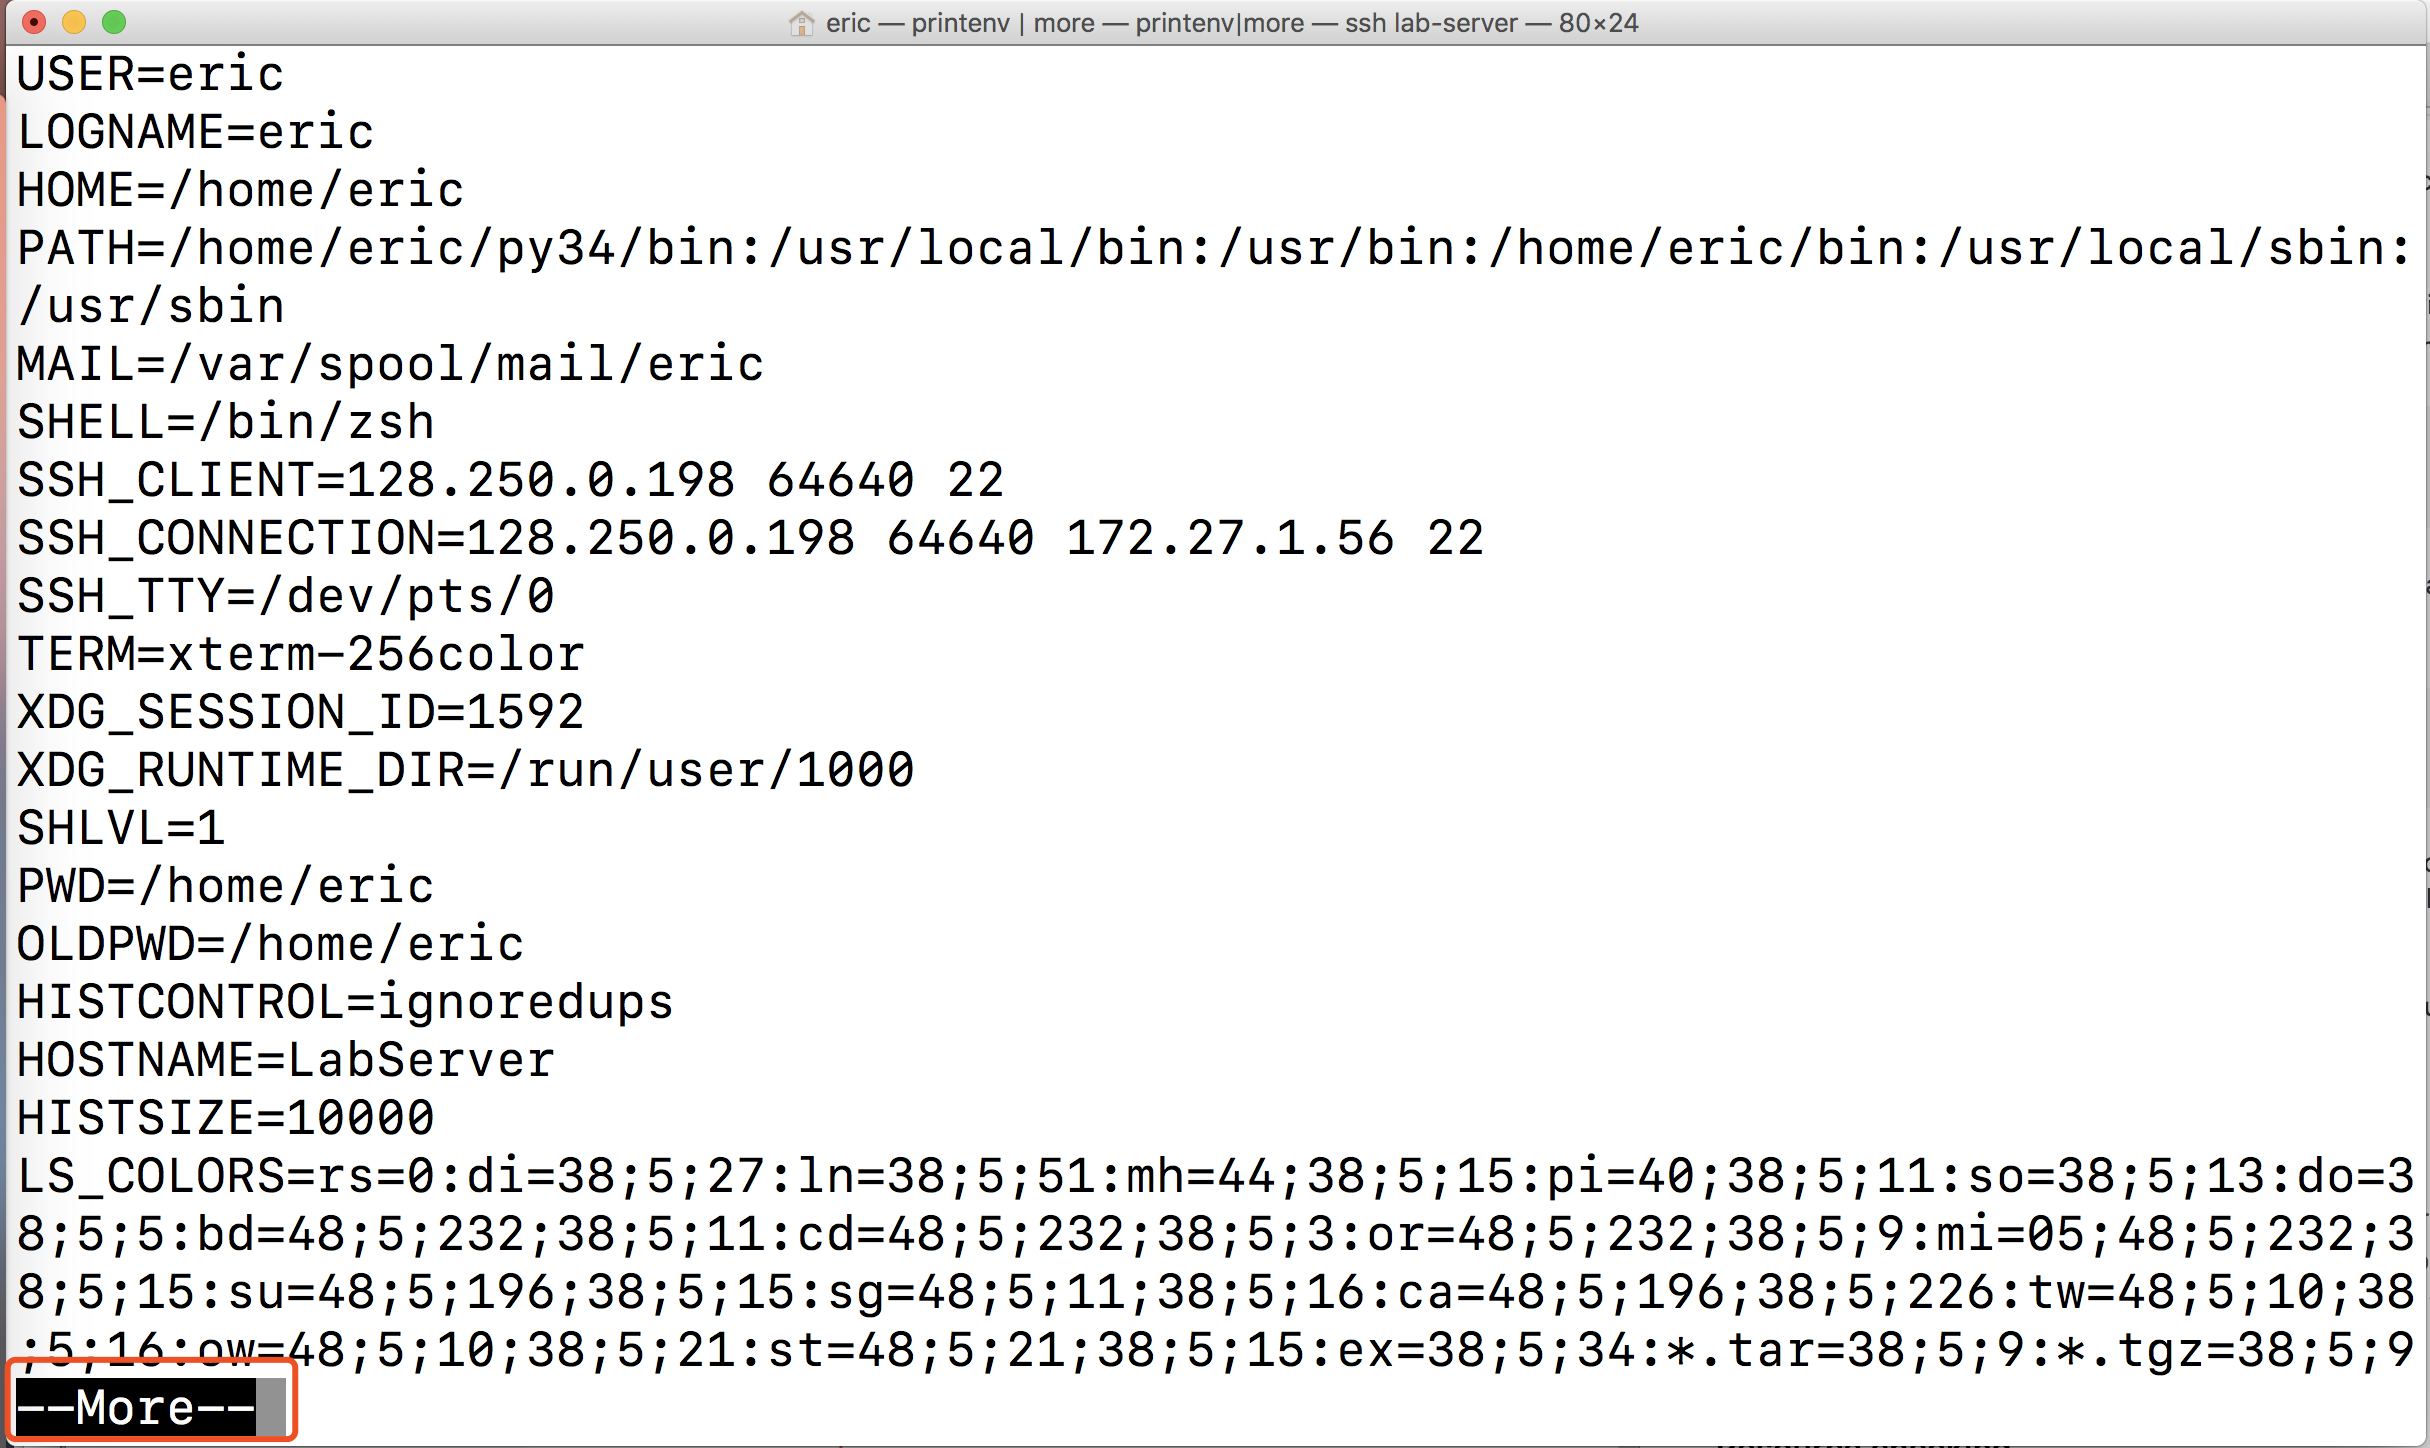 eric — printenv | more — printenv|more — ssh lab-server — 80×24
USER=eric
LOGNAME=eric
HOME=/home/eric
PATH=/home/eric/py34/bin:/usr/local/bin:/usr/bin:/home/eric/bin:/usr/local/sbin:
/usr/sbin
MAIL=/var/spool/mail/eric
SHELL=/bin/zsh
SSH_CLIENT=128.250.0.198 64640 22
SSH_CONNECTION=128.250.0.198 64640 172.27.1.56 22
SSH_TTY=/dev/pts/0
TERM=xterm-256color
XDG_SESSION_ID=1592
XDG_RUNTIME_DIR=/run/user/1000
SHLVL=1
PWD=/home/eric
OLDPWD=/home/eric
HISTCONTROL=ignoredups
HOSTNAME=LabServer
HISTSIZE=10000
LS_COLORS=rs=0:di=38;5;27:ln=38;5;51:mh=44;38;5;15:pi=40;38;5;11:so=38;5;13:do=3
8;5;5:bd=48;5;232;38;5;11:cd=48;5;232;38;5;3:or=48;5;232;38;5;9:mi=05;48;5;232;3
8;5;15:su=48;5;196;38;5;15:sg=48;5;11;38;5;16:ca=48;5;196;38;5;226:tw=48;5;10;38
;5;16:ow=48;5;10;38;5;21:st=48;5;21;38;5;15:ex=38;5;34:*.tar=38;5;9:*.tgz=38;5;9
--More--